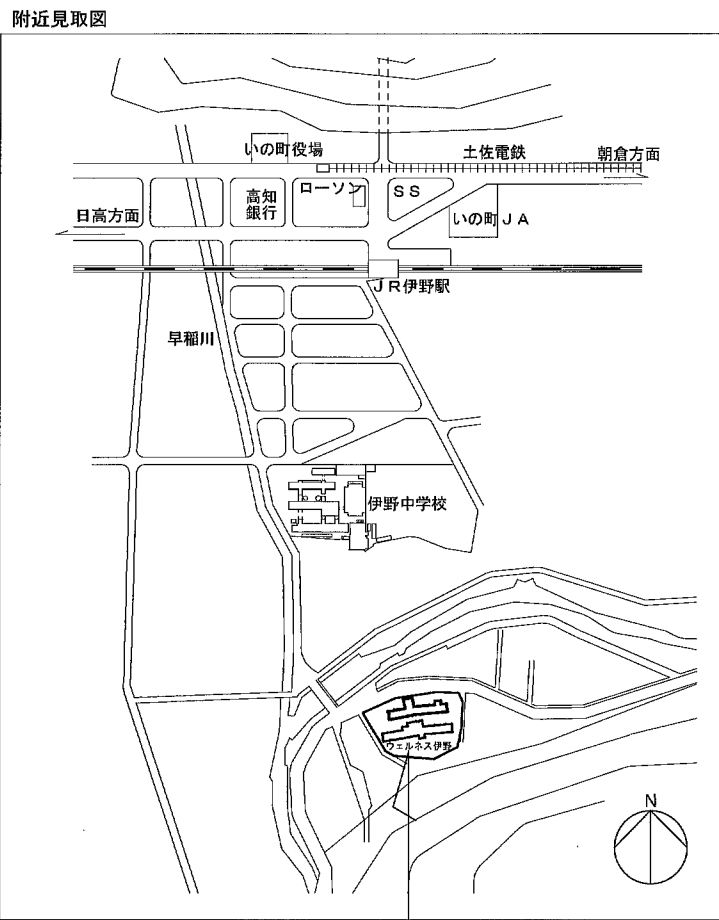 附近見取図
いの町役場
土佐電鉄
朝倉方面
ローソン
SS
高知
銀行
日高方面
いの町JA
JR伊野駅
早稲川
伊野中学校
ウェルネス伊野
N